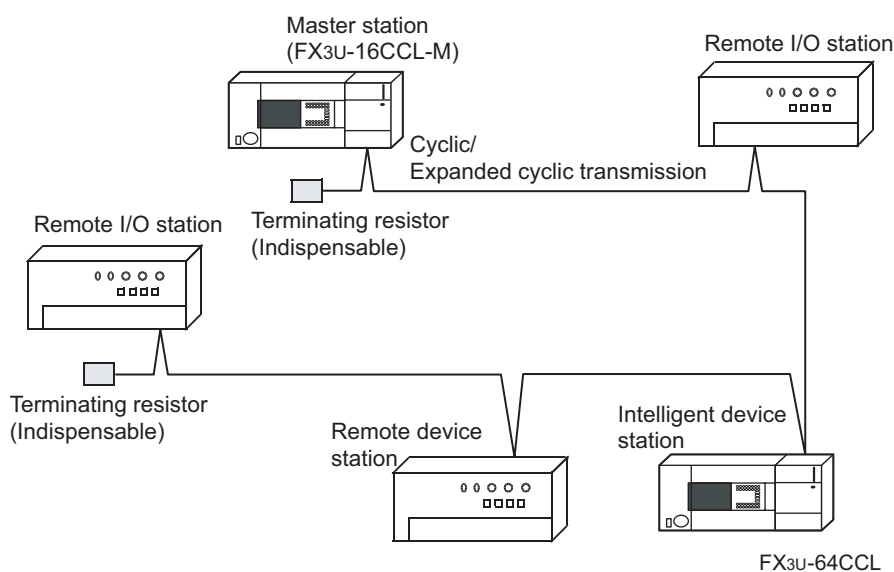 Master station
(FX3U-16CCL-M)
Remote I/O station
Cyclic/
Expanded cyclic transmission
Terminating resistor
(Indispensable)
Remote I/O station
Terminating resistor
(Indispensable)
Remote device
station
Intelligent device
station
FX3U-64CCL